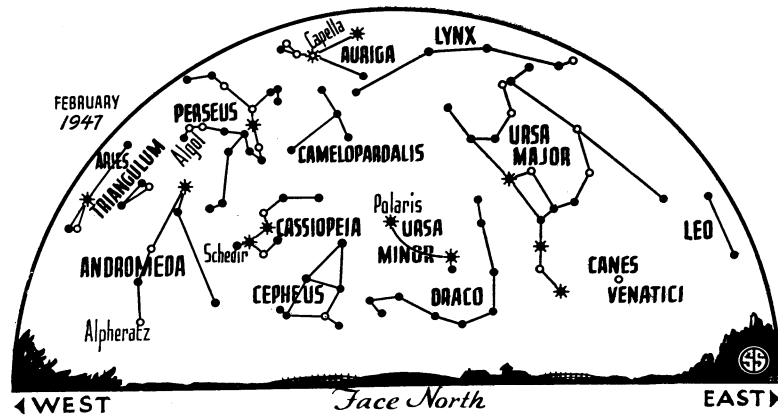 Capella
AURIGA
LYNX
FEBRUARY
1947
PERSEUS
Algol
ARIES
TRIANGULUM
CAMELOPARDALIS
URSA
MAJOR
Polaris
URSA
MINOR
CASSIOPEIA
Schedir
LEO
ANDROMEDA
CEPHEUS
DRACO
CANES
VENATICI
Alpheratz
SS
WEST
Face North
EAST